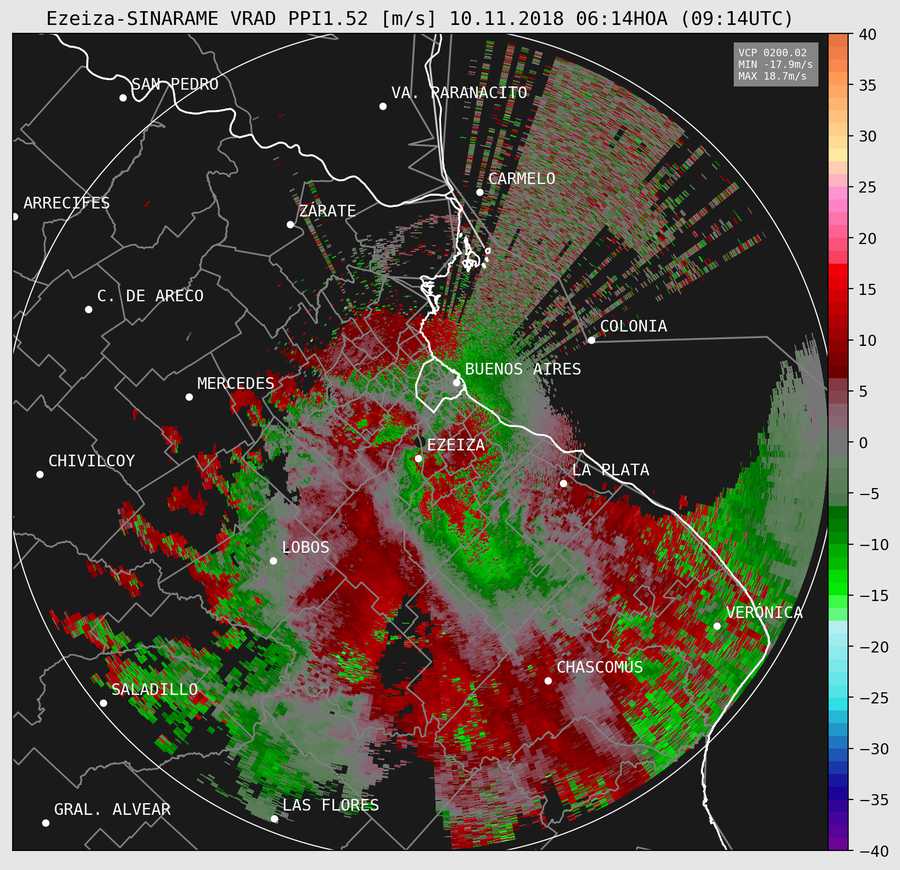 Ezeiza-SINARAME VRAD PPI1.52 [m/s] 10.11.2018 06:14HOA (09:14UTC)
VCP 0200.02
MIN -17.9m/s
MAX 18.7m/s
SAN PEDRO
VA. PARANACITO
CARMELO
ARRECIFES
ZÁRATE
C. DE ARECO
COLONIA
BUENOS AIRES
MERCEDES
EZEIZA
CHIVILCOY
LA PLATA
LOBOS
VERÓNICA
CHASCOMUS
SALADILLO
LAS FLORES
GRAL. ALVEAR
40
35
30
25
20
15
10
5
0
−5
−10
−15
−20
−25
−30
−35
−40